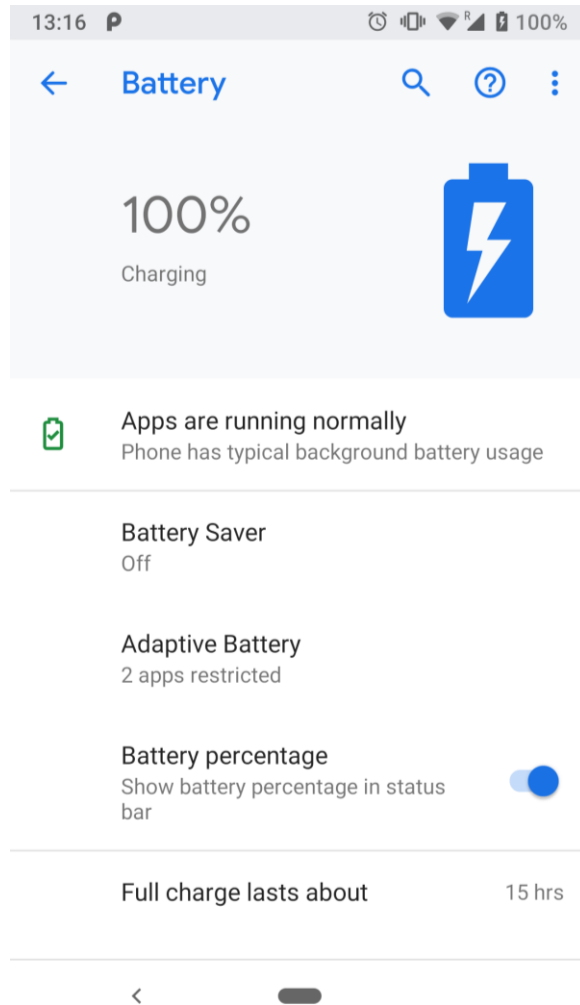 13:16 R 100%
Battery
100%
Charging
Apps are running normally
Phone has typical background battery usage
Battery Saver
Off
Adaptive Battery
2 apps restricted
Battery percentage
Show battery percentage in status
bar
Full charge lasts about 15 hrs